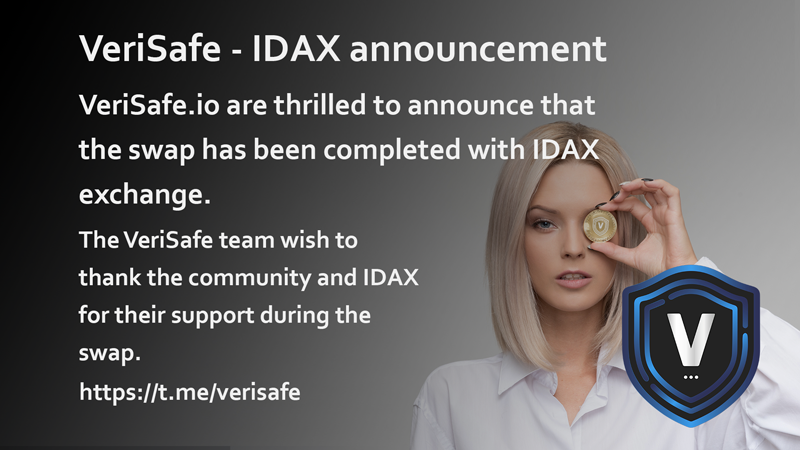 VeriSafe - IDAX announcement
VeriSafe.io are thrilled to announce that
the swap has been completed with IDAX
exchange.
The VeriSafe team wish to
thank the community and IDAX
for their support during the
swap.
https://t.me/verisafe
V
V